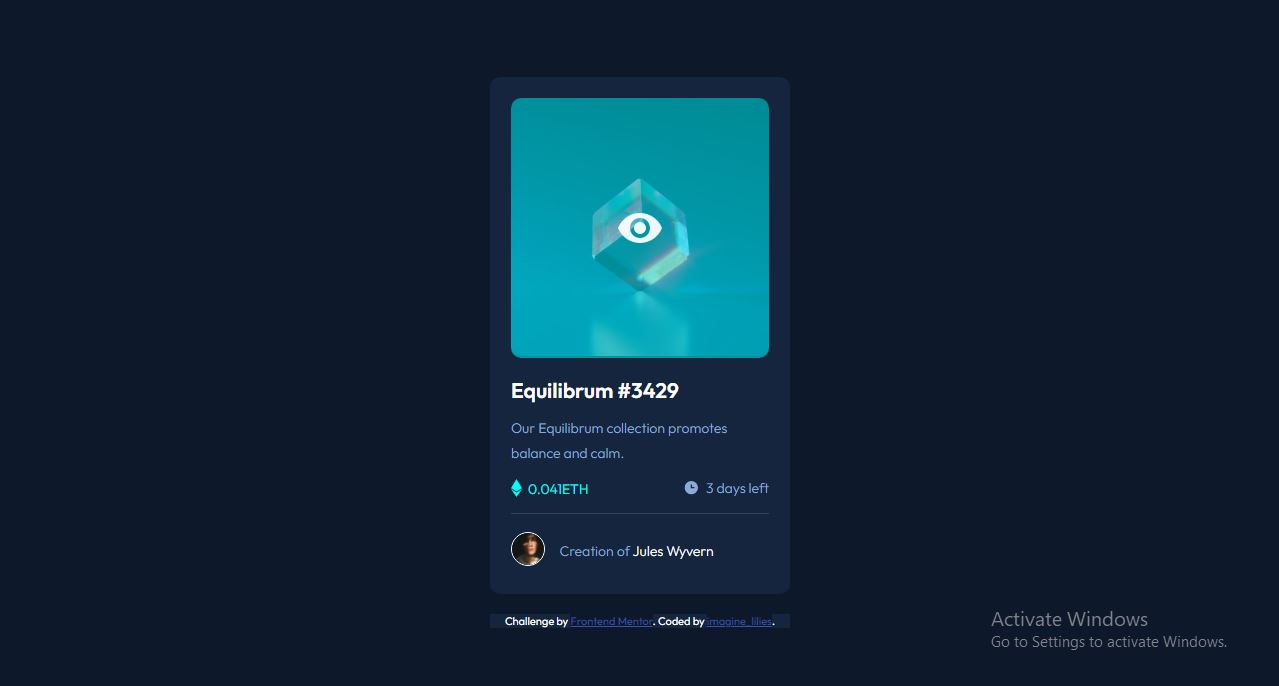 Equilibrum #3429
Our Equilibrum collection promotes
balance and calm.
0.041ETH
3 days left
Creation of Jules Wyvern
Challenge by Frontend Mentor. Coded by imagine_lilies.
Activate Windows
Go to Settings to activate Windows.